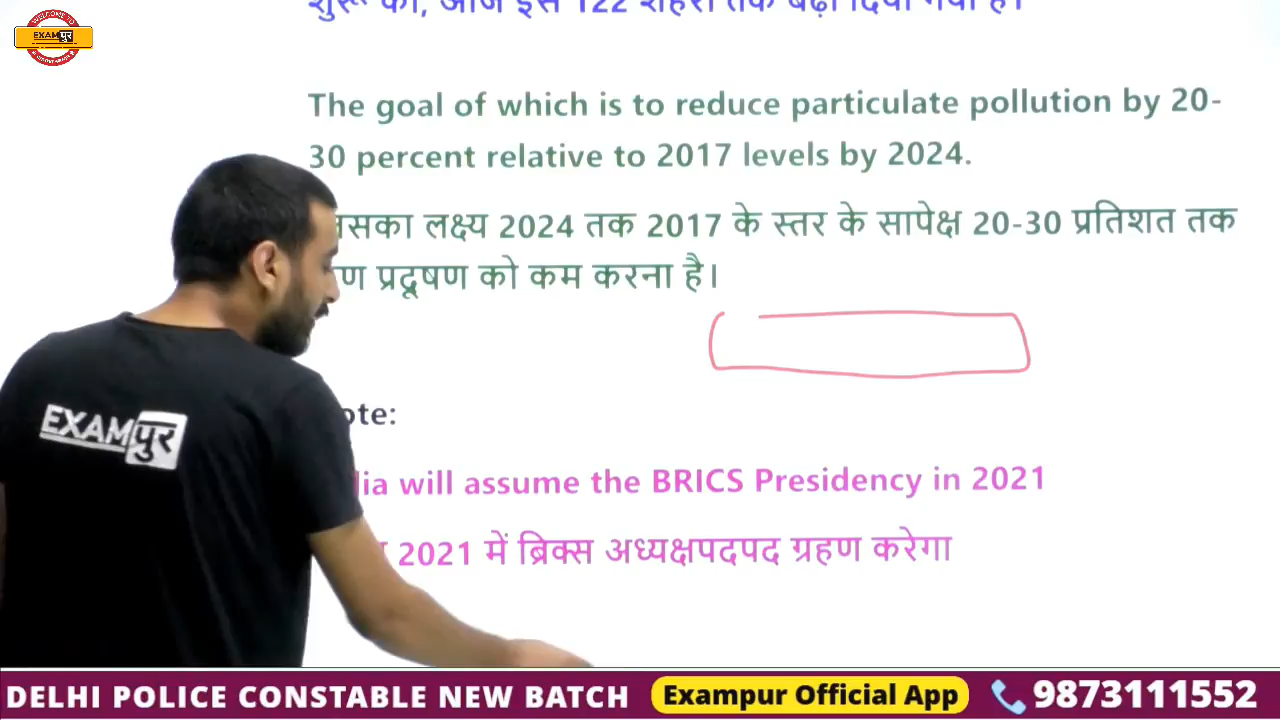 WELCOME TO
EXAMपुर
शुरू की, आज इसे 122 शहरों तक बढ़ा दिया गया है।
The goal of which is to reduce particulate pollution by 20-
30 percent relative to 2017 levels by 2024.
लक्ष्य 2024 तक 2017 के स्तर के सापेक्ष 20-30 प्रतिशत तक
प्रदूषण को कम करना है।
EXAMपुर
will assume the BRICS Presidency in 2021
2021 में ब्रिक्स अध्यक्षपदपद ग्रहण करेगा
DELHI POLICE CONSTABLE NEW BATCH Exampur Official App 9873111552